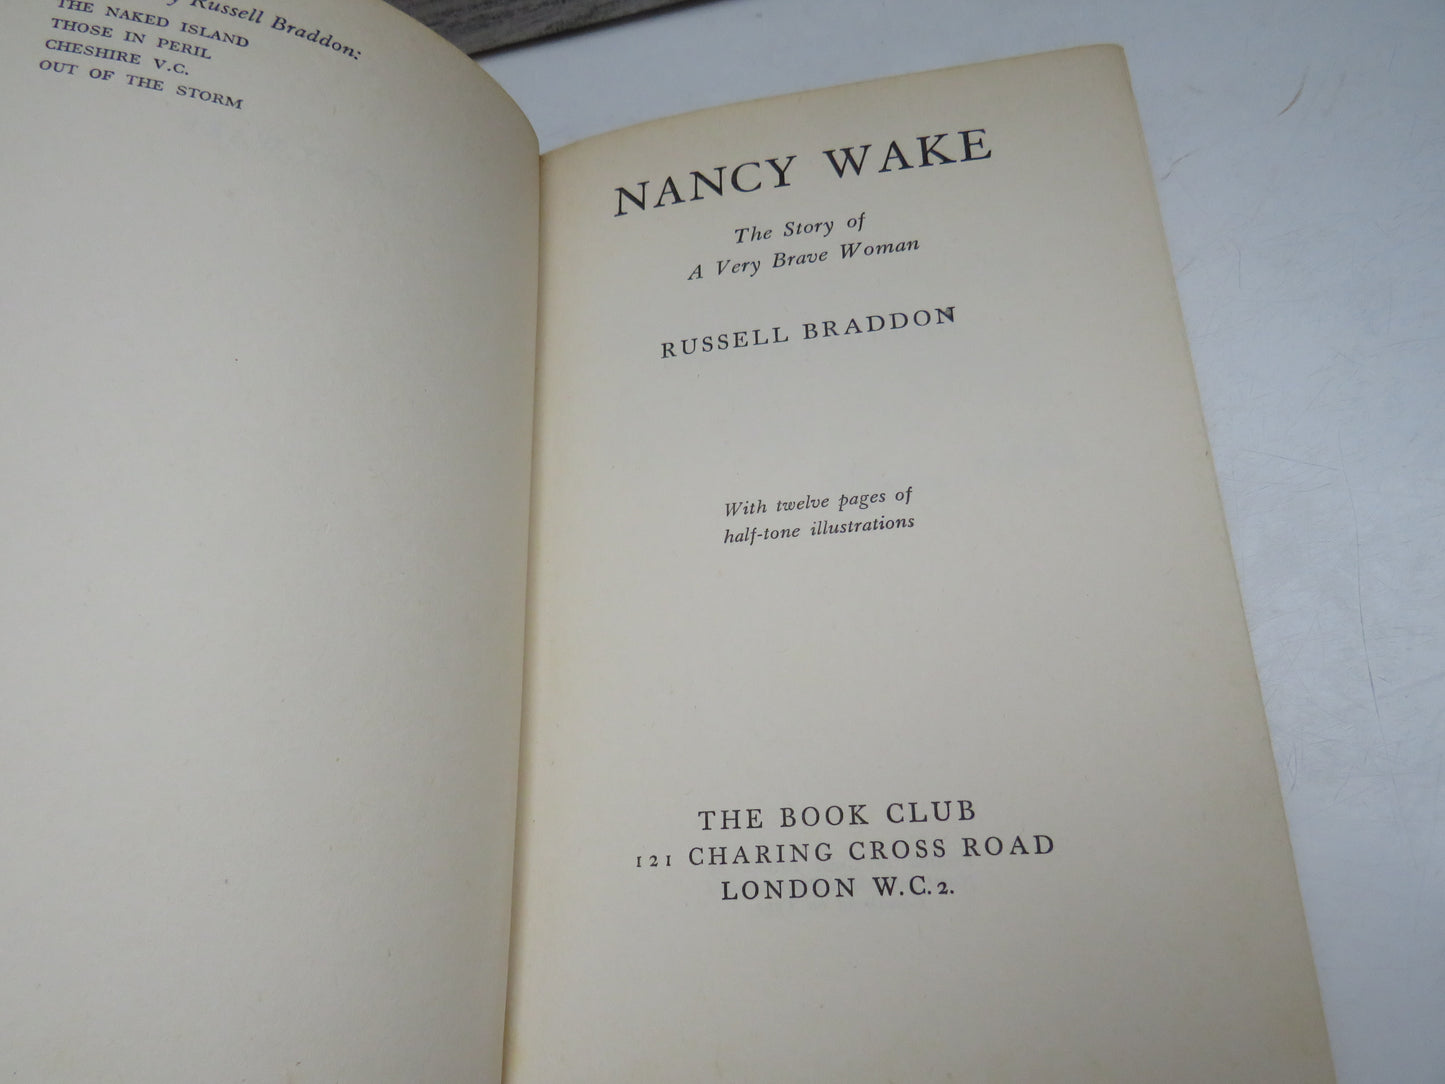 Russell Braddon:
THE NAKED ISLAND
THOSE IN PERIL
CHESHIRE V.C.
OUT OF THE STORM
NANCY WAKE
The Story of
A Very Brave Woman
RUSSELL BRADDON
With twelve pages of
half-tone illustrations
THE BOOK CLUB
121 CHARING CROSS ROAD
LONDON W.C.2.